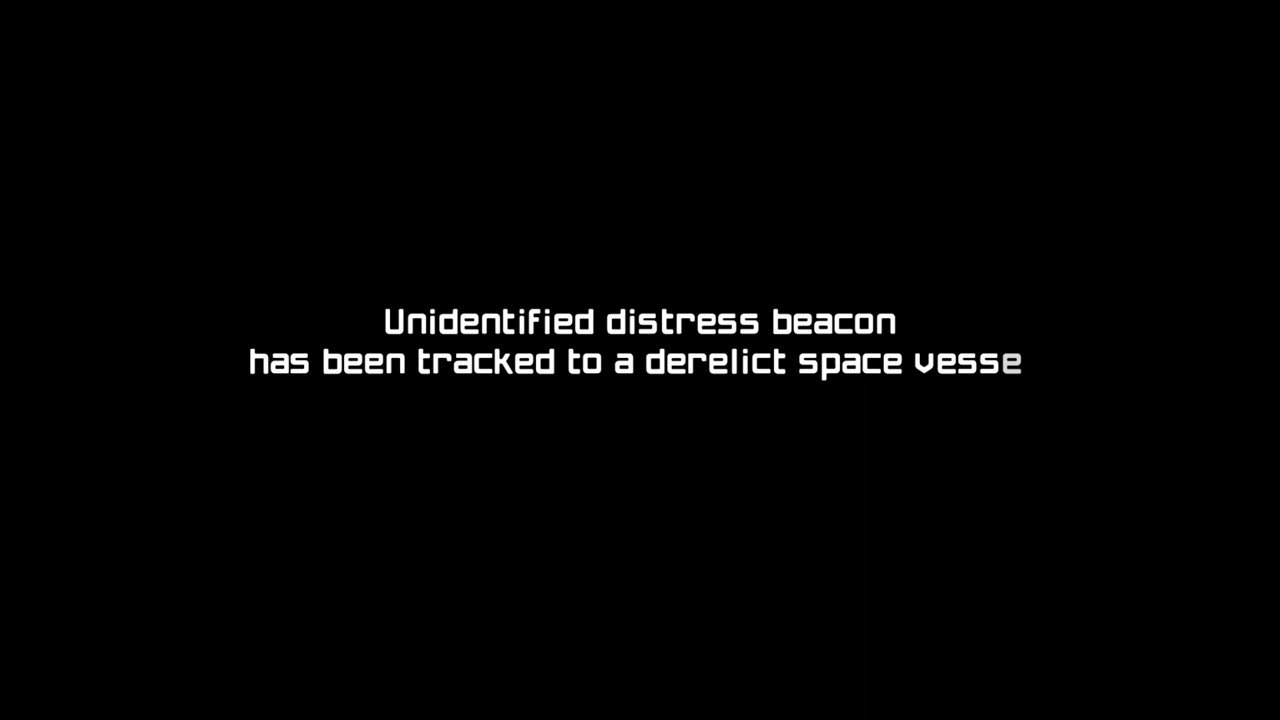 Unidentified distress beacon
has been tracked to a derelict space vesse